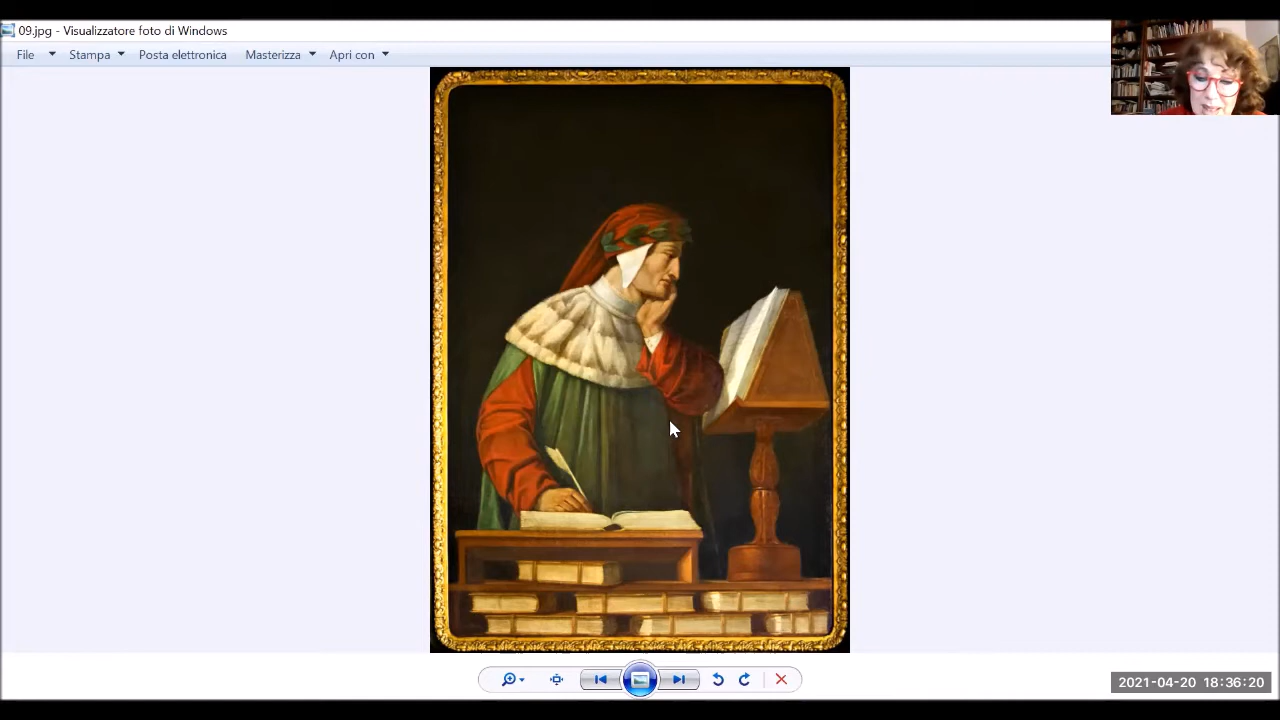 09.jpg - Visualizzatore foto di Windows
File Stampa Posta elettronica Masterizza Apri con
2021-04-20 18:36:20